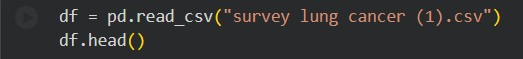 df = pd.read_csv("survey lung cancer (1).csv")
df.head()